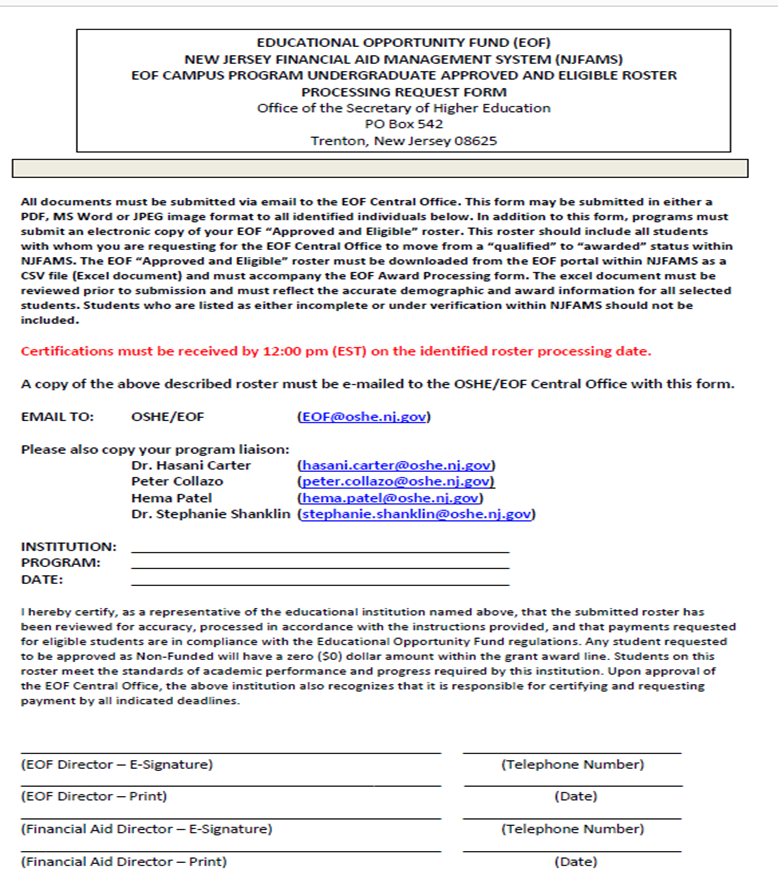 EDUCATIONAL OPPORTUNITY FUND (EOF)
NEW JERSEY FINANCIAL AID MANAGEMENT SYSTEM (NJFAMS)
EOF CAMPUS PROGRAM UNDERGRADUATE APPROVED AND ELIGIBLE ROSTER
PROCESSING REQUEST FORM
Office of the Secretary of Higher Education
PO Box 542
Trenton, New Jersey 08625
All documents must be submitted via email to the EOF Central Office. This form may be submitted in either a
PDF, MS Word or JPEG image format to all identified individuals below. In addition to this form, programs must
submit an electronic copy of your EOF “Approved and Eligible” roster. This roster should include all students
with whom you are requesting for the EOF Central Office to move from a “qualified” to “awarded” status within
NJFAMS. The EOF “Approved and Eligible” roster must be downloaded from the EOF portal within NJFAMS as a
CSV file (Excel document) and must accompany the EOF Award Processing form. The excel document must be
reviewed prior to submission and must reflect the accurate demographic and award information for all selected
students. Students who are listed as either incomplete or under verification within NJFAMS should not be
included.
Certifications must be received by 12:00 pm (EST) on the identified roster processing date.
A copy of the above described roster must be e-mailed to the OSHE/EOF Central Office with this form.
EMAIL TO: OSHE/EOF (EOF@oshe.nj.gov)
Please also copy your program liaison:
Dr. Hasani Carter (hasani.carter@oshe.nj.gov)
Peter Collazo (peter.collazo@oshe.nj.gov)
Hema Patel (hema.patel@oshe.nj.gov)
Dr. Stephanie Shanklin (stephanie.shanklin@oshe.nj.gov)
INSTITUTION:
PROGRAM:
DATE:
I hereby certify, as a representative of the educational institution named above, that the submitted roster has
been reviewed for accuracy, processed in accordance with the instructions provided, and that payments requested
for eligible students are in compliance with the Educational Opportunity Fund regulations. Any student requested
to be approved as Non-Funded will have a zero ($0) dollar amount within the grant award line. Students on this
roster meet the standards of academic performance and progress required by this institution. Upon approval of
the EOF Central Office, the above institution also recognizes that it is responsible for certifying and requesting
payment by all indicated deadlines.
(EOF Director – E-Signature) (Telephone Number)
(EOF Director – Print) (Date)
(Financial Aid Director – E-Signature) (Telephone Number)
(Financial Aid Director – Print) (Date)